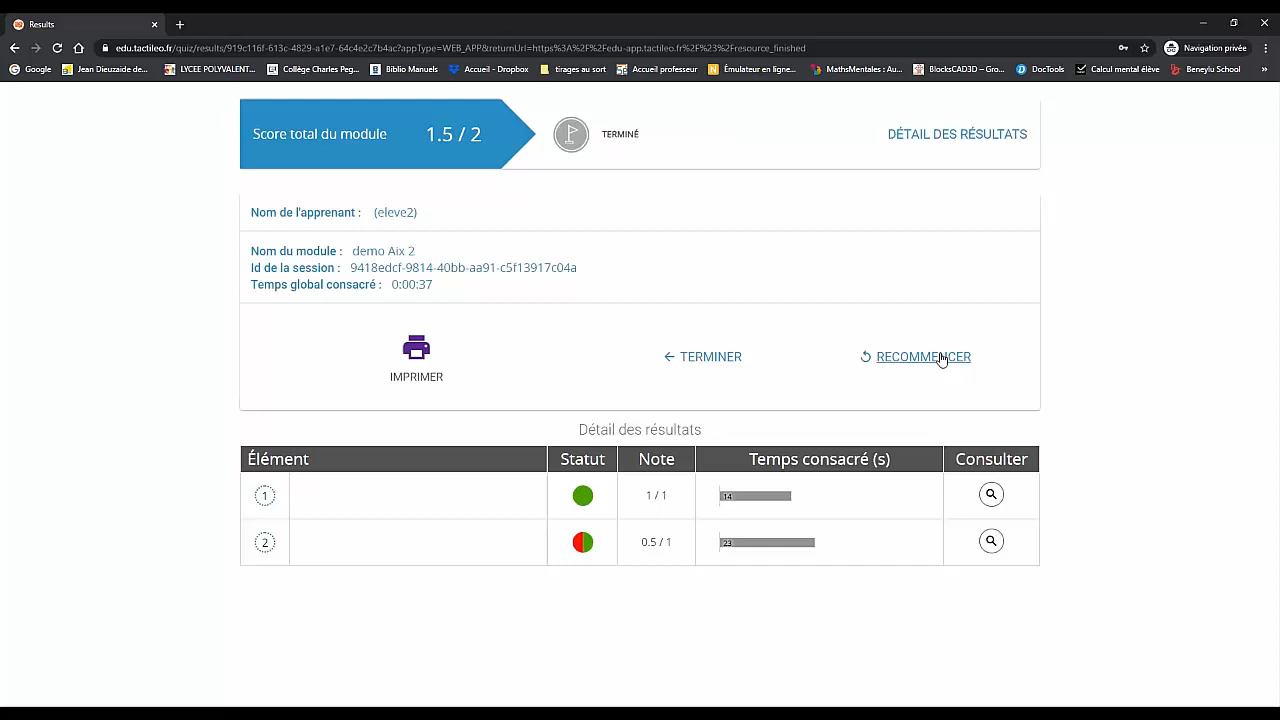 Results
edu.tactileo.fr/quiz/results/919c116f-613c-4829-a1e7-64c4e2c7b4ac?appType=WEB_APP&returnUrl=https%3A%2F%2Fedu-app.tactileo.fr%2F%23%2Fresource_finished
Navigation privée
Google Jean Dieuzaide de... LYCEE POLYVALENT... Collège Charles Peg... Biblio Manuels Accueil - Dropbox tirages au sort Accueil professeur Émulateur en ligne... MathsMentales : Au... BlocksCAD3D – Gro... DocTools Calcul mental élève Beneylu School »
Score total du module 1.5 / 2 TERMINÉ DÉTAIL DES RÉSULTATS
Nom de l'apprenant : (eleve2)
Nom du module : demo Aix 2
Id de la session : 9418edcf-9814-40bb-aa91-c5f13917c04a
Temps global consacré : 0:00:37
IMPRIMER
TERMINER
RECOMMENCER
Détail des résultats
Élément Statut Note Temps consacré (s) Consulter
1 1 / 1 14
2 0.5 / 1 23